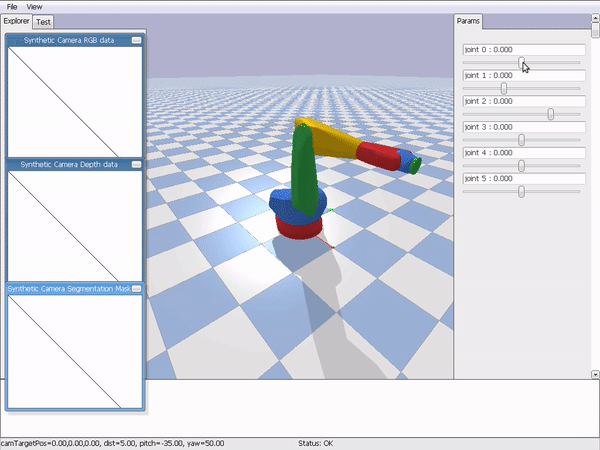 File View
Explorer Test
Params
Synthetic Camera RGB data
Synthetic Camera Depth data
Synthetic Camera Segmentation Mask
joint 0 : 0.000
joint 1 : 0.000
joint 2 : 0.000
joint 3 : 0.000
joint 4 : 0.000
joint 5 : 0.000
camTargetPos=0.00,0.00,0.00, dist=5.00, pitch=-35.00, yaw=50.00
Status: OK